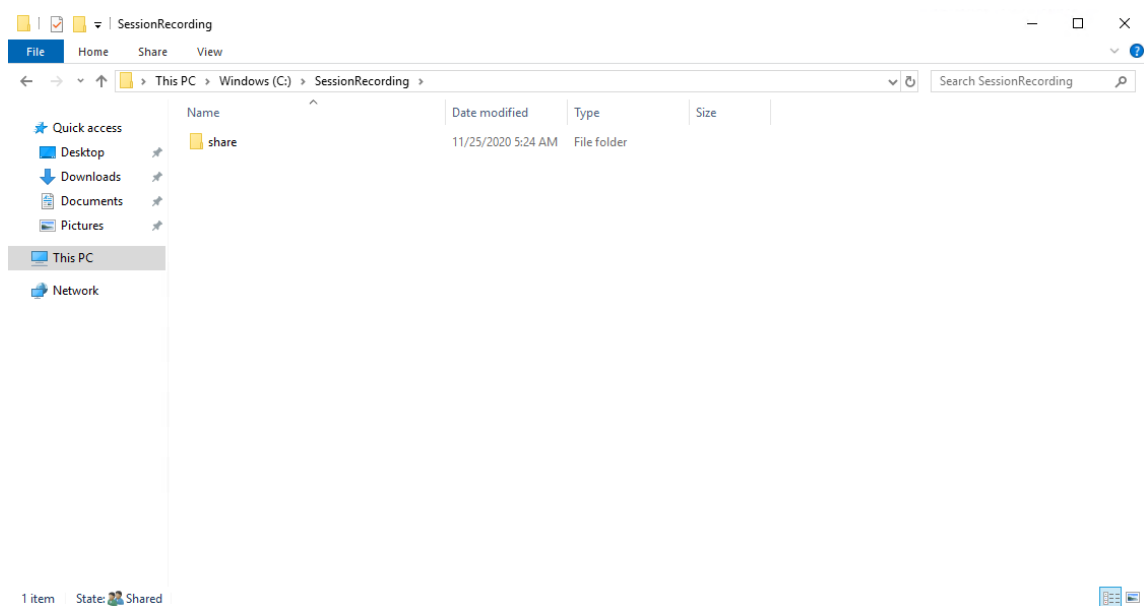 SessionRecording
File Home Share View
This PC > Windows (C:) > SessionRecording >
Search SessionRecording
Name Date modified Type Size
Quick access
share 11/25/2020 5:24 AM File folder
Desktop
Downloads
Documents
Pictures
This PC
Network
1 item State: Shared